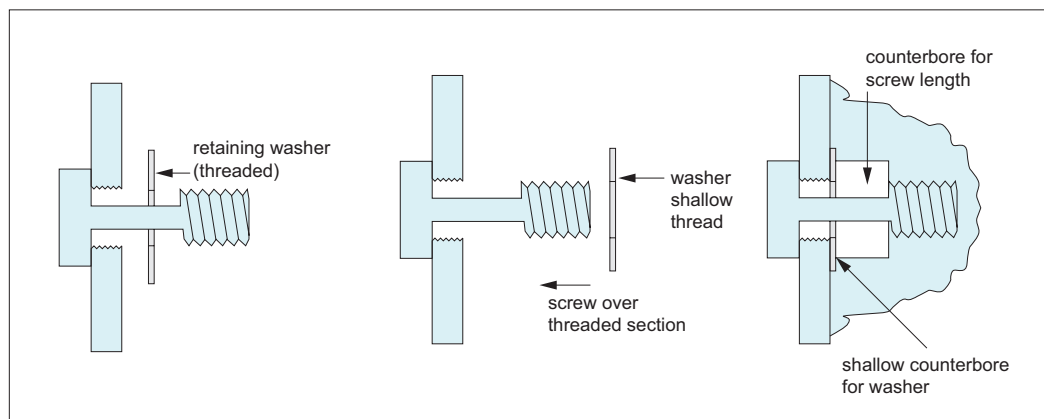 retaining washer
(threaded)
washer
shallow
thread
screw over
threaded section
counterbore for
screw length
shallow counterbore
for washer